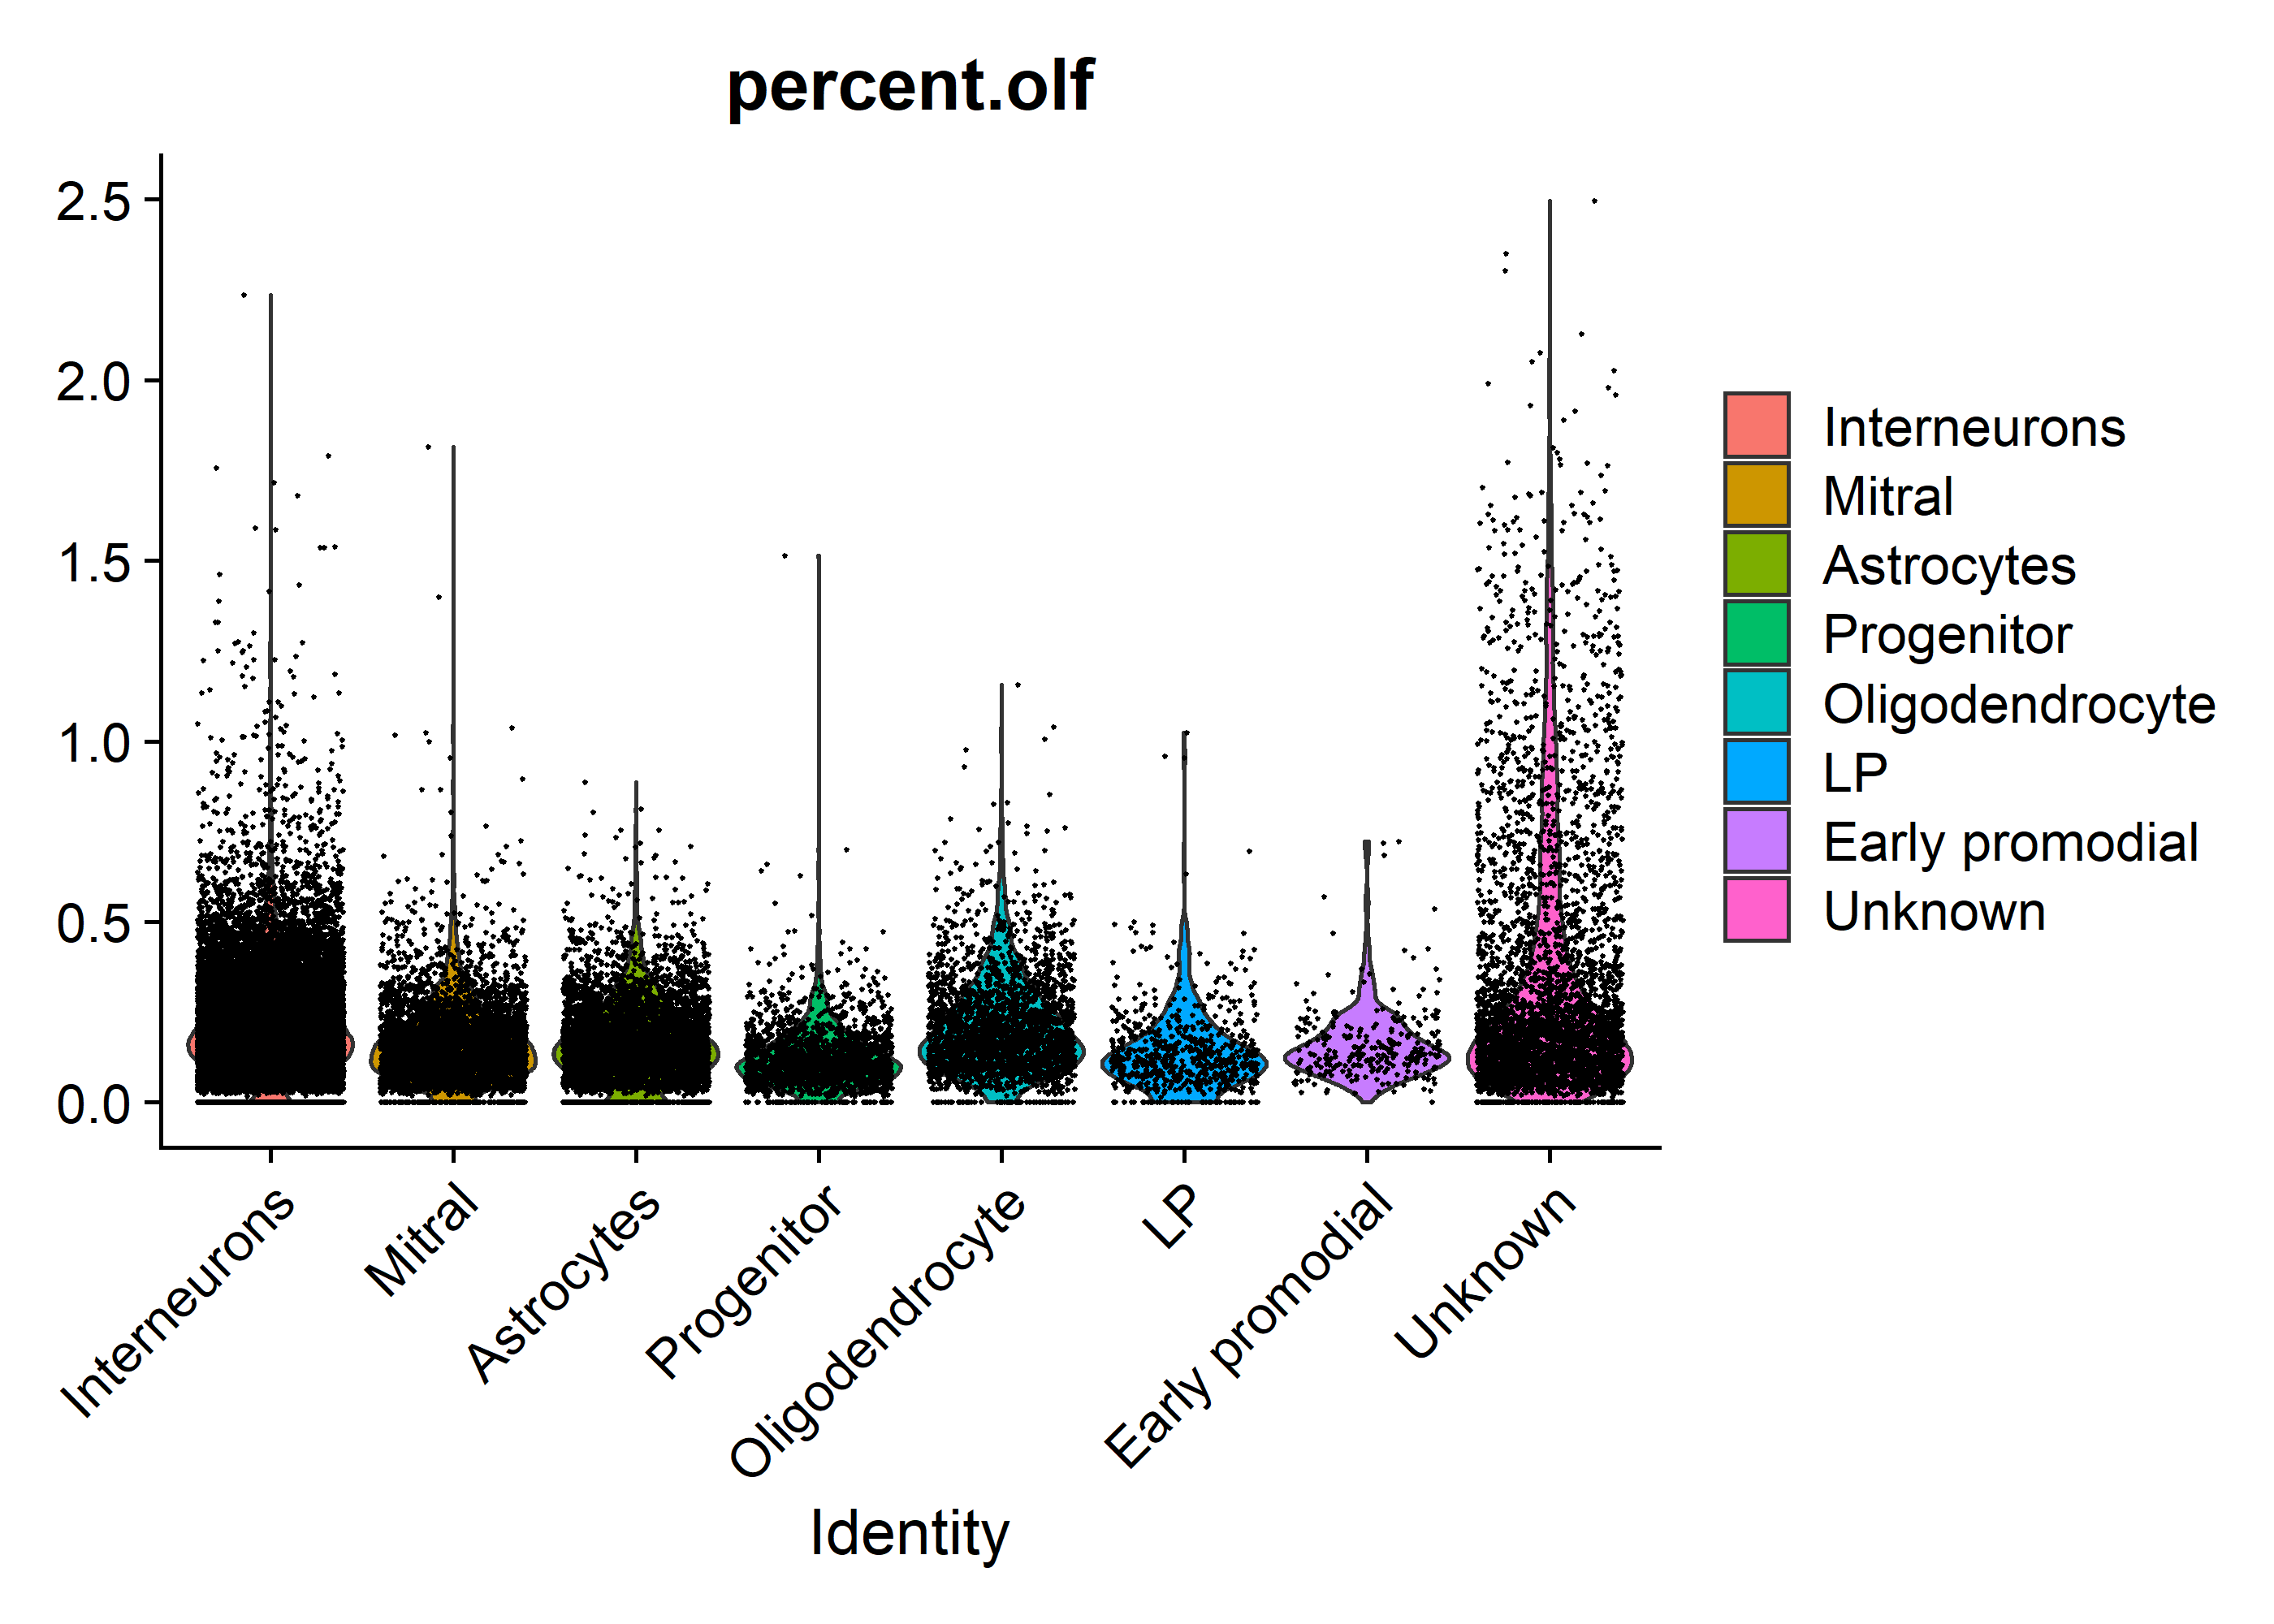 percent.olf
2.5
2.0
1.5
1.0
0.5
0.0
Interneurons
Mitral
Astrocytes
Progenitor
Oligodendrocyte
LP
Early promodial
Unknown
Identity
Interneurons
Mitral
Astrocytes
Progenitor
Oligodendrocyte
LP
Early promodial
Unknown